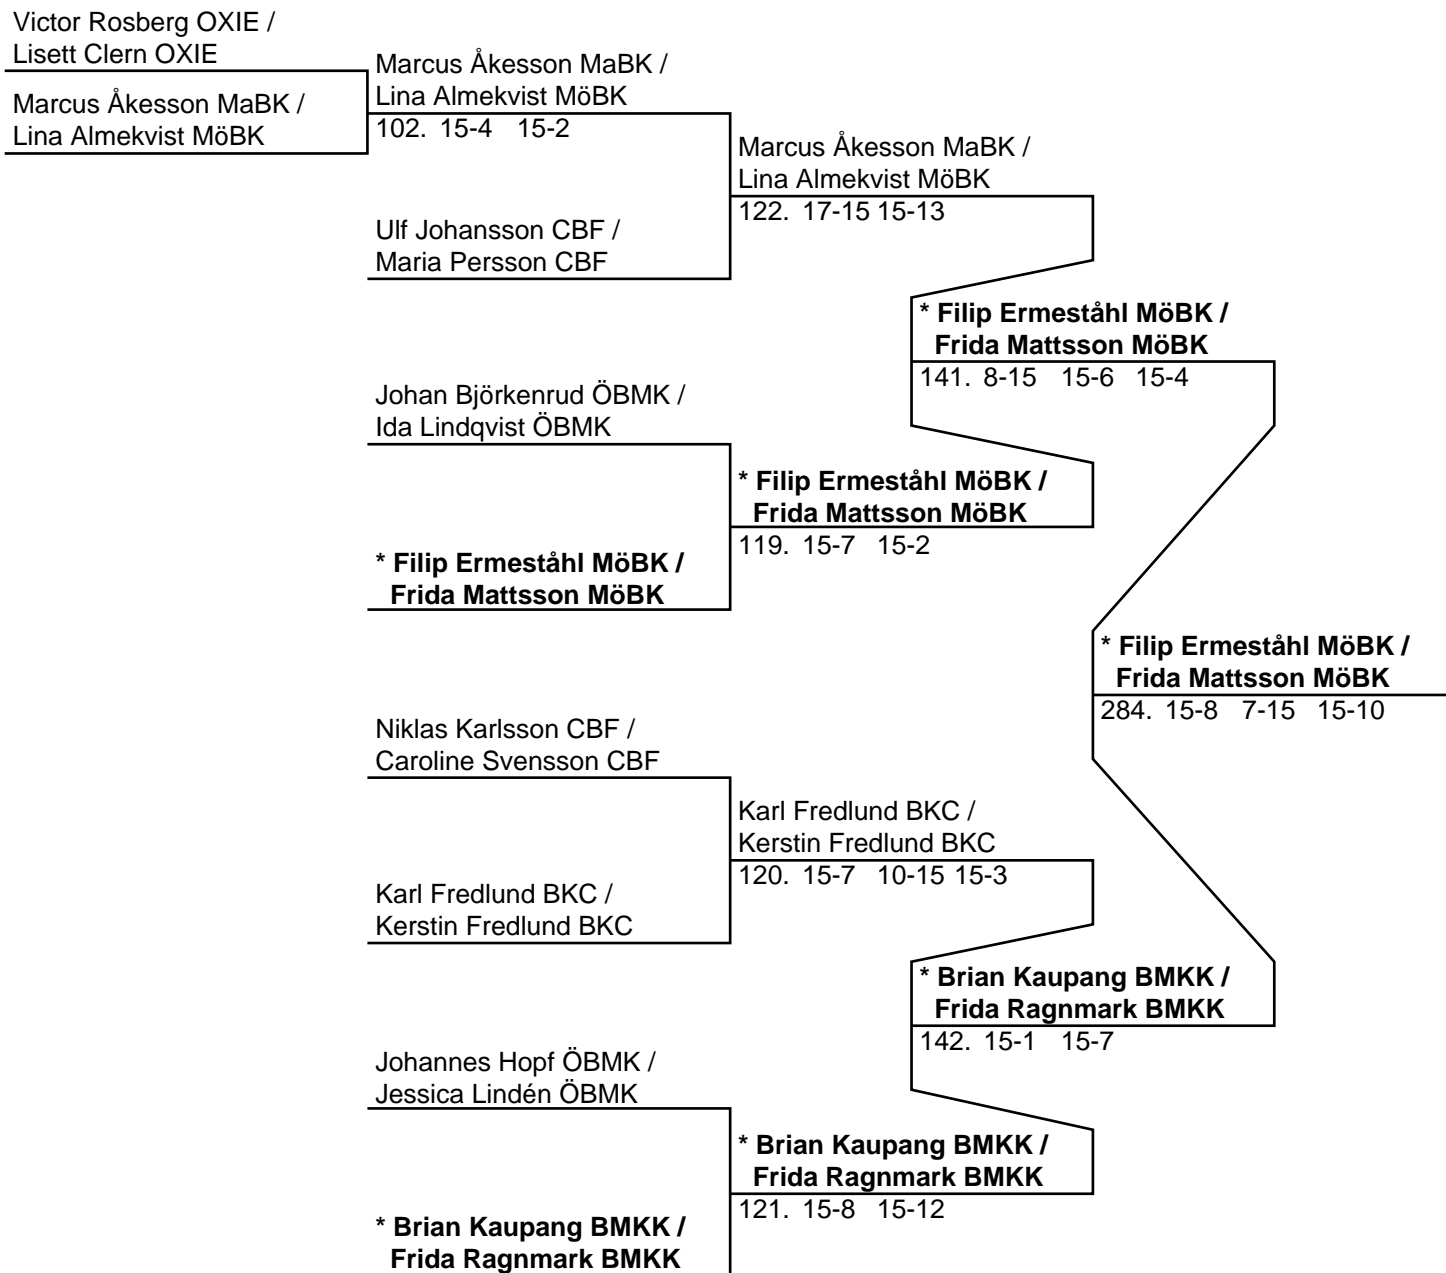 Victor Rosberg OXIE /
Lisett Clern OXIE
Marcus Åkesson MaBK /
Lina Almekvist MöBK
Marcus Åkesson MaBK /
Lina Almekvist MöBK
102. 15-4 15-2
Ulf Johansson CBF /
Maria Persson CBF
Marcus Åkesson MaBK /
Lina Almekvist MöBK
122. 17-15 15-13
* Filip Ermeståhl MöBK /
Frida Mattsson MöBK
141. 8-15 15-6 15-4
Johan Björkenrud ÖBMK /
Ida Lindqvist ÖBMK
* Filip Ermeståhl MöBK /
Frida Mattsson MöBK
119. 15-7 15-2
* Filip Ermeståhl MöBK /
Frida Mattsson MöBK
* Filip Ermeståhl MöBK /
Frida Mattsson MöBK
284. 15-8 7-15 15-10
Niklas Karlsson CBF /
Caroline Svensson CBF
Karl Fredlund BKC /
Kerstin Fredlund BKC
120. 15-7 10-15 15-3
Karl Fredlund BKC /
Kerstin Fredlund BKC
* Brian Kaupang BMKK /
Frida Ragnmark BMKK
142. 15-1 15-7
Johannes Hopf ÖBMK /
Jessica Lindén ÖBMK
* Brian Kaupang BMKK /
Frida Ragnmark BMKK
121. 15-8 15-12
* Brian Kaupang BMKK /
Frida Ragnmark BMKK